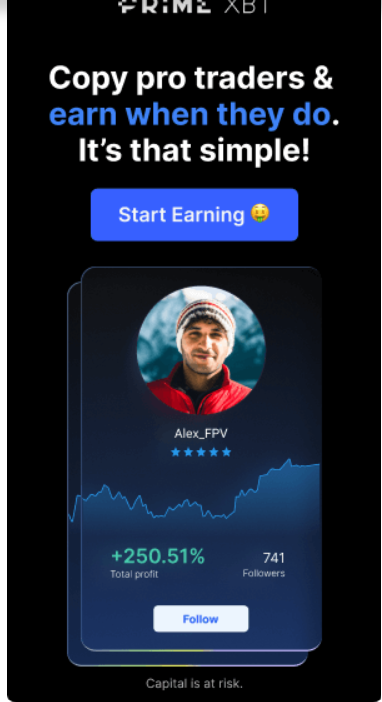 PRIME XBT
Copy pro traders &
earn when they do.
It's that simple!
Start Earning 🤑
Alex_FPV
+250.51%
741
Total profit
Followers
Follow
Capital is at risk.